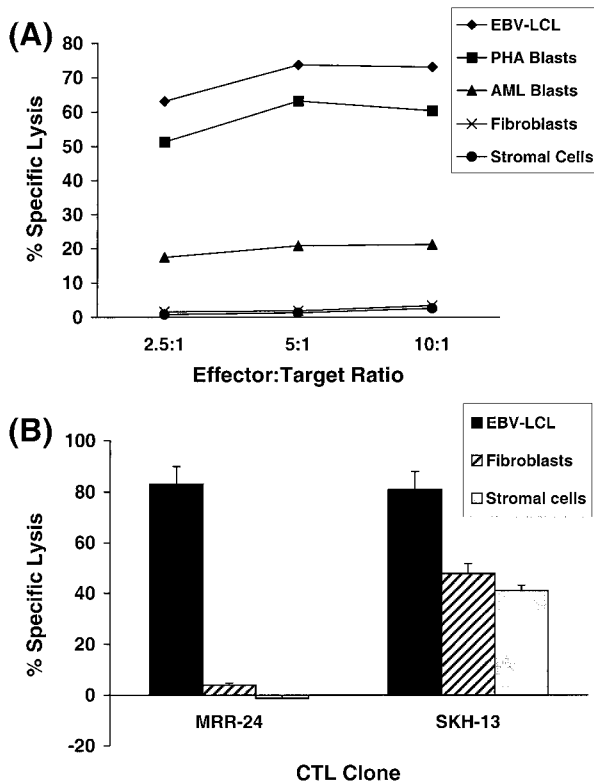 (A)
EBV-LCL
PHA Blasts
AML Blasts
Fibroblasts
Stromal Cells
% Specific Lysis
80
70
60
50
40
30
20
10
0
2.5:1 5:1 10:1
Effector:Target Ratio
(B)
EBV-LCL
Fibroblasts
Stromal cells
% Specific Lysis
100
80
60
40
20
0
-20
MRR-24 SKH-13
CTL Clone